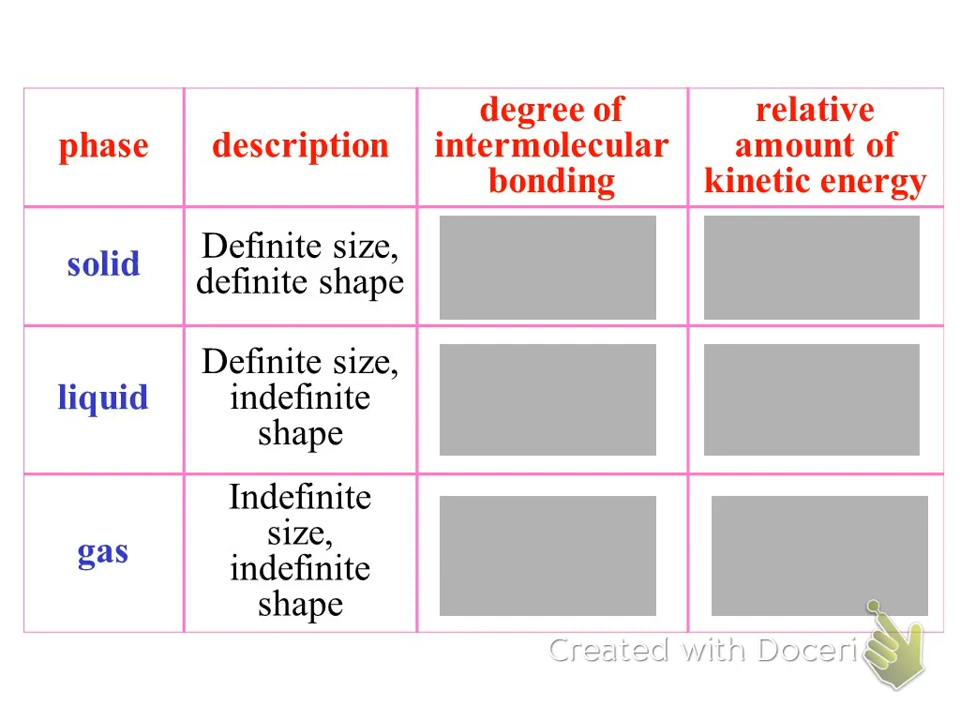 phase
description
degree of
intermolecular
bonding
relative
amount of
kinetic energy
solid
Definite size,
definite shape
liquid
Definite size,
indefinite
shape
gas
Indefinite
size,
indefinite
shape
Created with Doceri